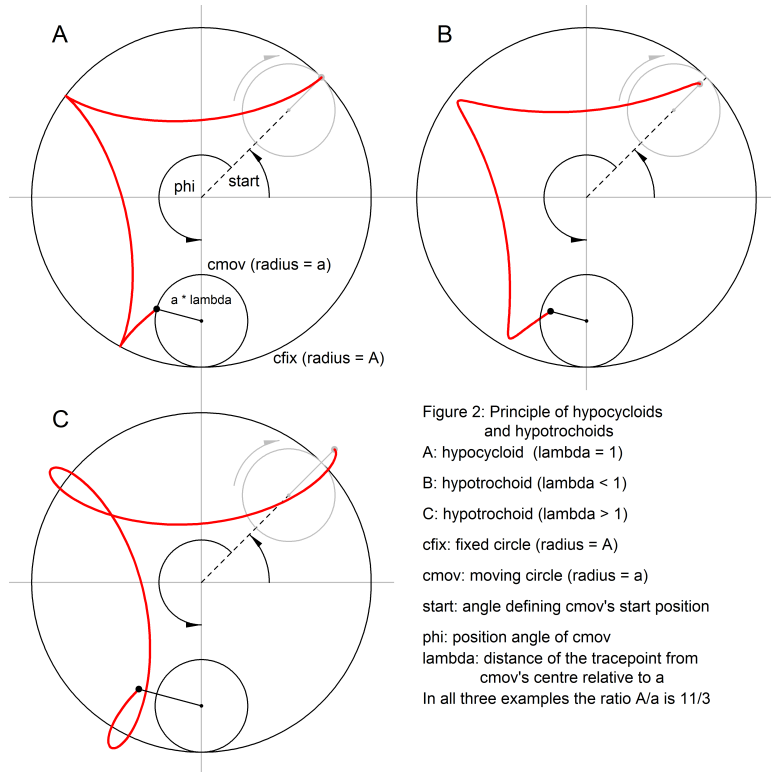 A
B
phi
start
cmov (radius = a)
a * lambda
cfix (radius = A)
C
Figure 2: Principle of hypocycloids
and hypotrochoids
A: hypocycloid (lambda = 1)
B: hypotrochoid (lambda < 1)
C: hypotrochoid (lambda > 1)
cfix: fixed circle (radius = A)
cmov: moving circle (radius = a)
start: angle defining cmov's start position
phi: position angle of cmov
lambda: distance of the tracepoint from
cmov's centre relative to a
In all three examples the ratio A/a is 11/3